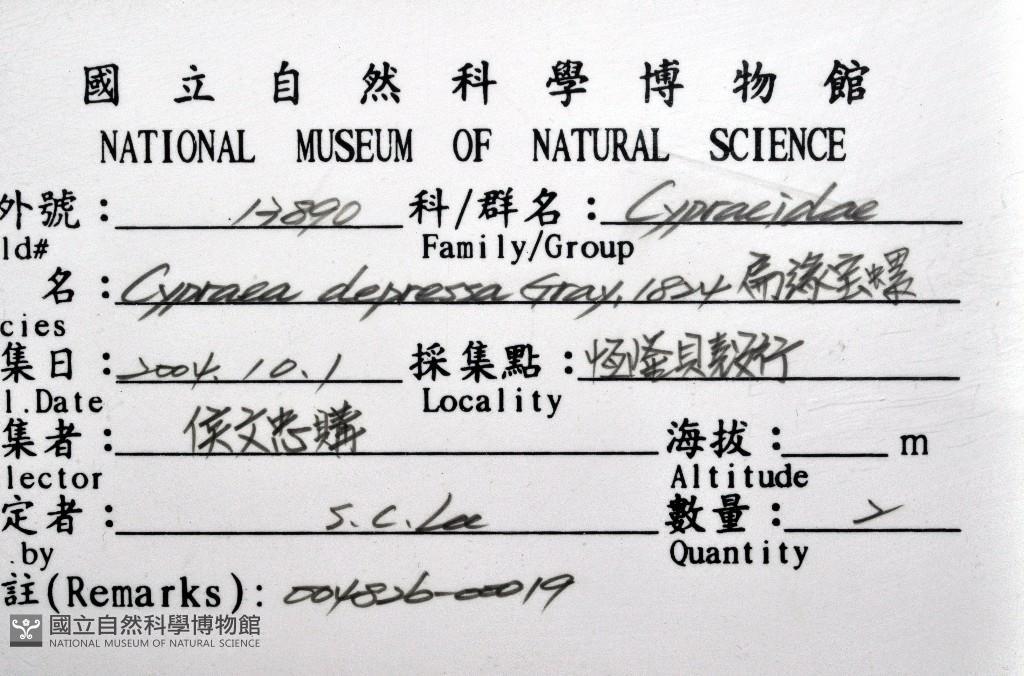 國立自然科學博物館
NATIONAL MUSEUM OF NATURAL SCIENCE
外號： 12890 科/群名： Cypraeidae
ld# Family/Group
名： Cypraea depressa Gray, 1824 扁緣宝螺
cies
集日： 2004. 10. 1 採集點： 恆燈貝殼行
l.Date Locality
集者： 侯文忠購 海拔： m
lector Altitude
定者： S. C. Lee 數量： 2
.by Quantity
註(Remarks): 004826-00019
國立自然科學博物館
NATIONAL MUSEUM OF NATURAL SCIENCE